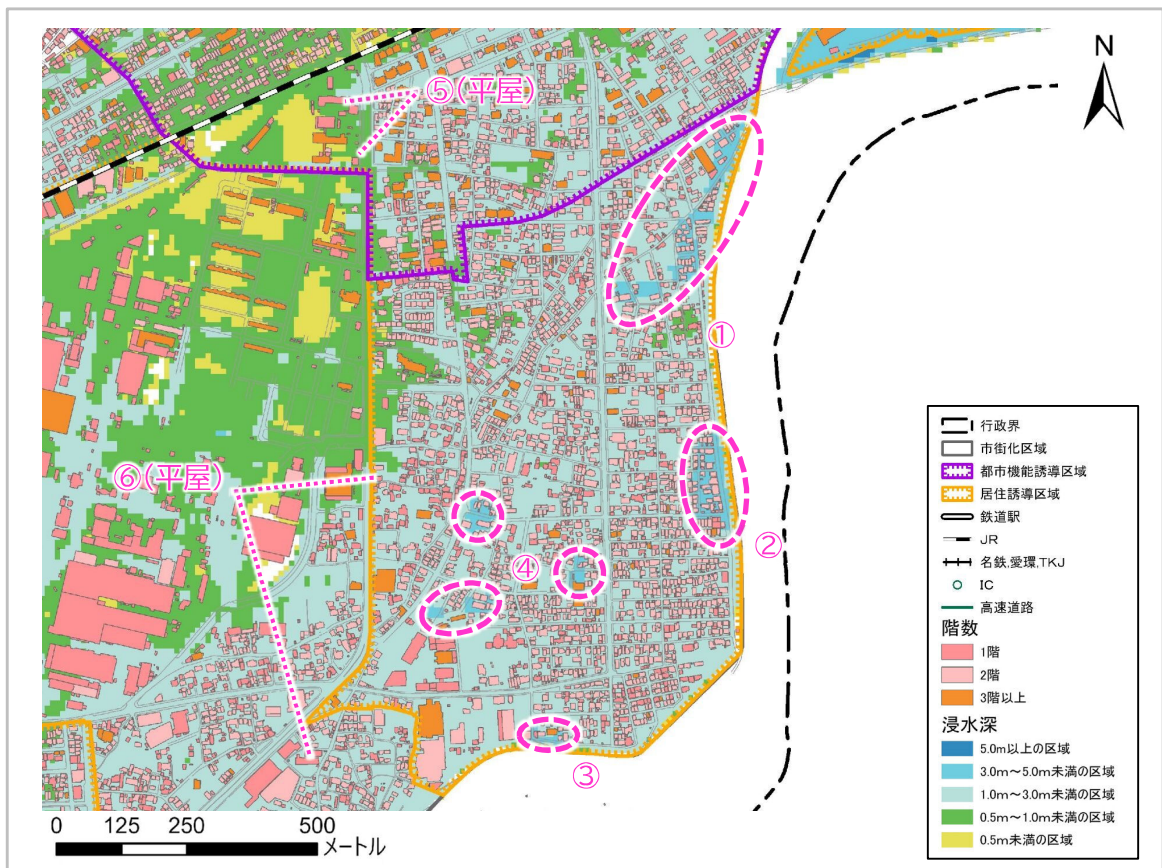 N
⑤(平屋)
①
⑥(平屋)
②
④
③
行政界
市街化区域
都市機能誘導区域
居住誘導区域
鉄道駅
JR
名鉄,愛環,TKJ
IC
高速道路
階数
1階
2階
3階以上
浸水深
5.0m以上の区域
3.0m~5.0m未満の区域
1.0m~3.0m未満の区域
0.5m~1.0m未満の区域
0.5m未満の区域
0 125 250 500
メートル